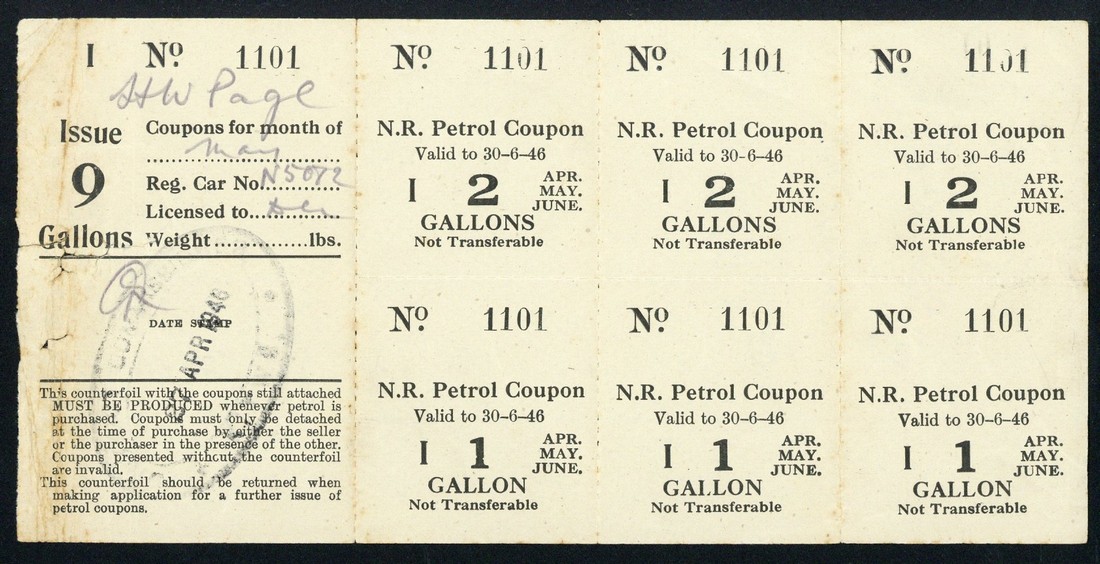 I Nº. 1101
HW Page
Issue
9
Gallons
Coupons for month of
May
Reg. Car No. N5072
Licensed to
Weight ............... lbs.
DATE STAMP
APR 1946
This counterfoil with the coupons still attached
MUST BE PRODUCED whenever petrol is
purchased. Coupons must only be detached
at the time of purchase by either the seller
or the purchaser in the presence of the other.
Coupons presented without the counterfoil
are invalid.
This counterfoil should be returned when
making application for a further issue of
petrol coupons.
Nº. 1101
N.R. Petrol Coupon
Valid to 30-6-46
I 2 APR.
MAY.
JUNE.
GALLONS
Not Transferable
Nº. 1101
N.R. Petrol Coupon
Valid to 30-6-46
I 2 APR.
MAY.
JUNE.
GALLONS
Not Transferable
Nº. 1101
N.R. Petrol Coupon
Valid to 30-6-46
I 2 APR.
MAY.
JUNE.
GALLONS
Not Transferable
Nº. 1101
N.R. Petrol Coupon
Valid to 30-6-46
I 1 APR.
MAY.
JUNE.
GALLON
Not Transferable
Nº. 1101
N.R. Petrol Coupon
Valid to 30-6-46
I 1 APR.
MAY.
JUNE.
GALLON
Not Transferable
Nº. 1101
N.R. Petrol Coupon
Valid to 30-6-46
I 1 APR.
MAY.
JUNE.
GALLON
Not Transferable